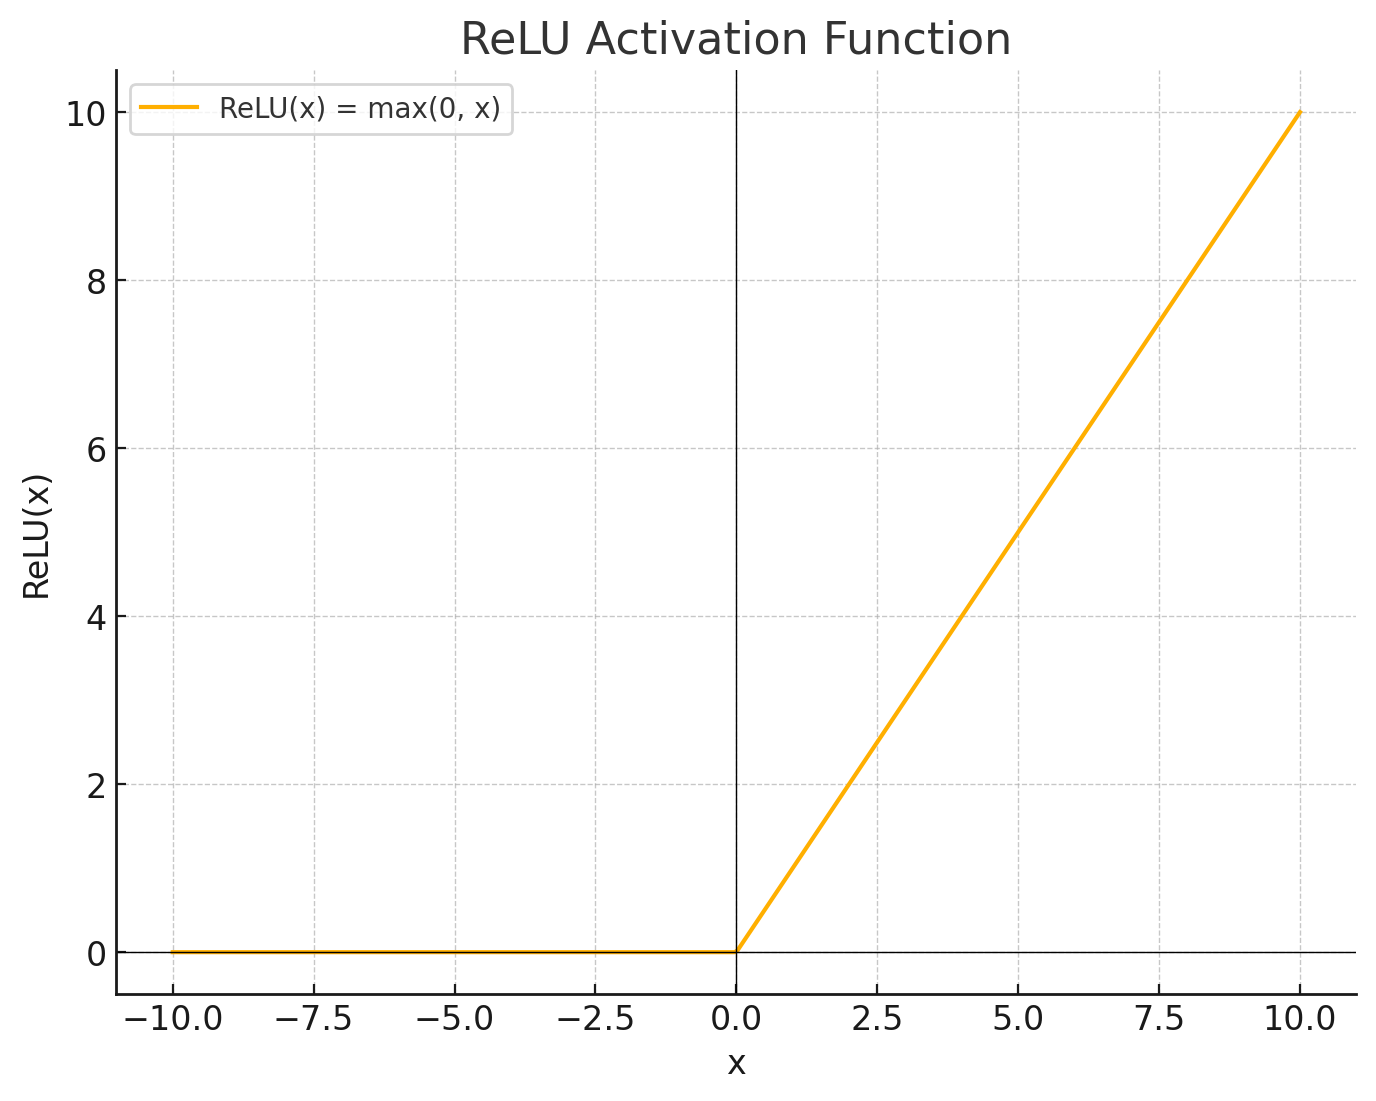 ReLU Activation Function
ReLU(x) = max(0, x)
10
8
6
4
2
0
ReLU(x)
−10.0 −7.5 −5.0 −2.5 0.0 2.5 5.0 7.5 10.0
x